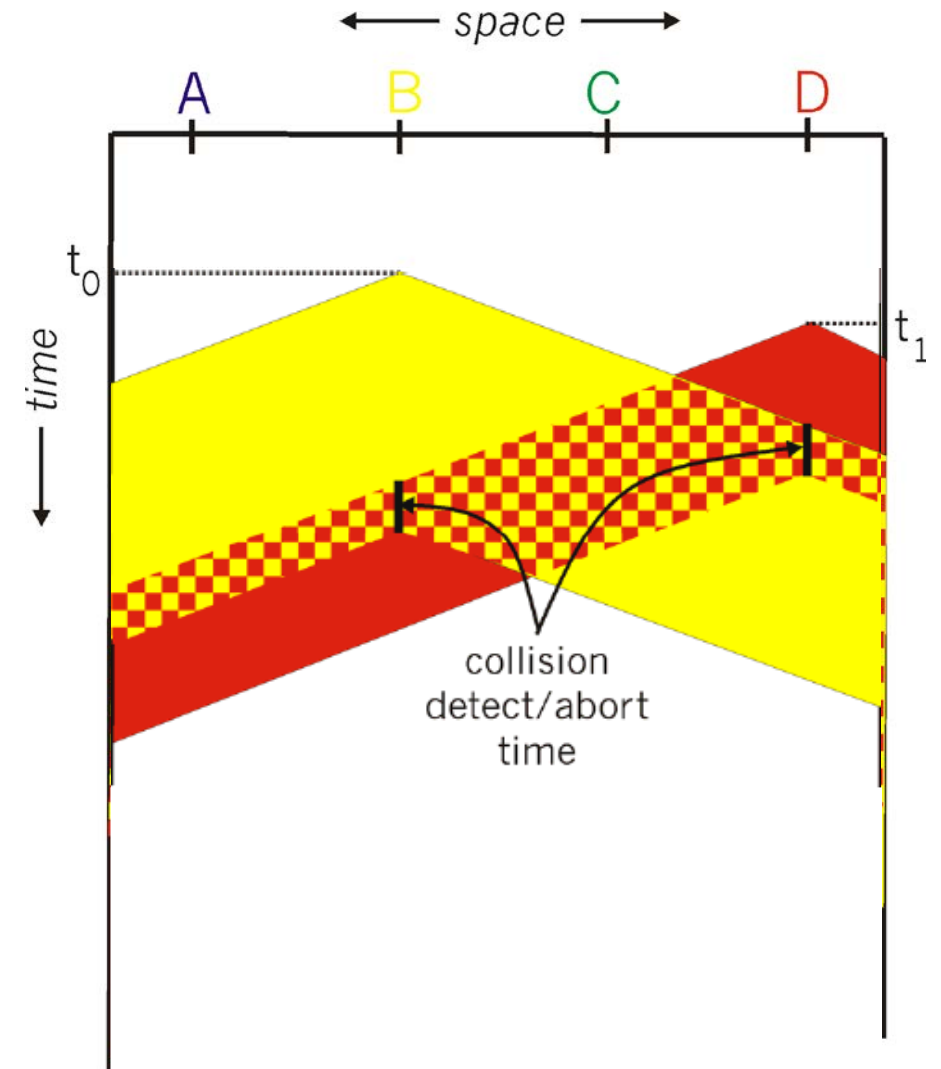 space
A B C D
t₀
t₁
time
collision
detect/abort
time